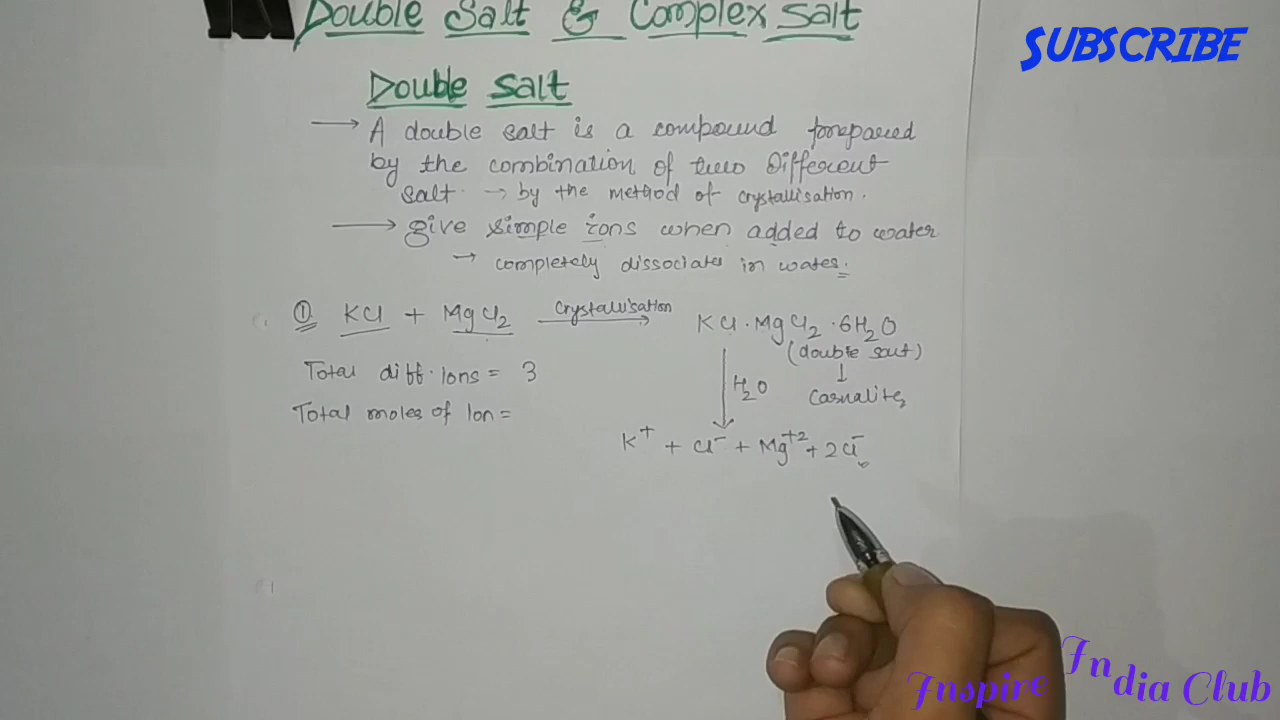 Double Salt & Complex Salt
SUBSCRIBE
Double Salt
→ A double salt is a compound prepared
by the combination of two Different
salt → by the method of crystallisation.
→ give simple ions when added to water
→ completely dissociates in water.
① KCl + MgCl₂ Crystallisation → KCl·MgCl₂·6H₂O
(double salt)
↓
Carnalite
Total diff. Ions = 3
Total moles of Ion =
↓ H₂O
K⁺ + Cl⁻ + Mg⁺² + 2Cl⁻
Inspire India Club